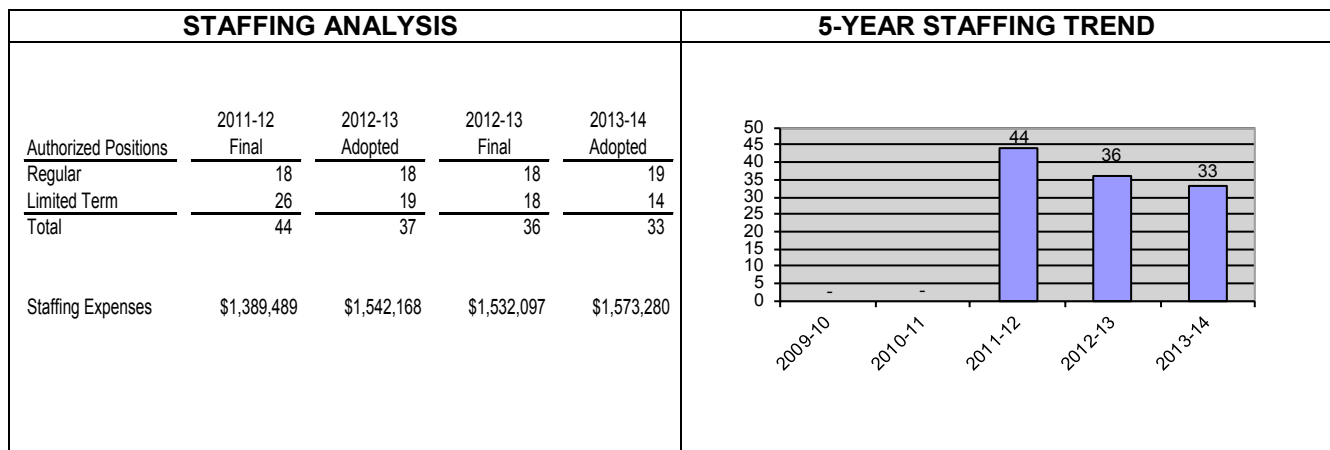 STAFFING ANALYSIS
5-YEAR STAFFING TREND
2011-12 2012-13 2012-13 2013-14
Authorized Positions Final Adopted Final Adopted
Regular 18 18 18 19
Limited Term 26 19 18 14
Total 44 37 36 33
Staffing Expenses $1,389,489 $1,542,168 $1,532,097 $1,573,280
50
45
40
35
30
25
20
15
10
5
0
- - 44 36 33
2009-10 2010-11 2011-12 2012-13 2013-14